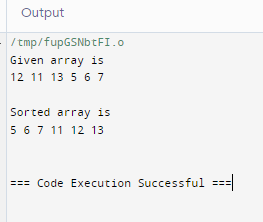 Output
/tmp/fupGSNbtFI.o
Given array is
12 11 13 5 6 7
Sorted array is
5 6 7 11 12 13
=== Code Execution Successful ===